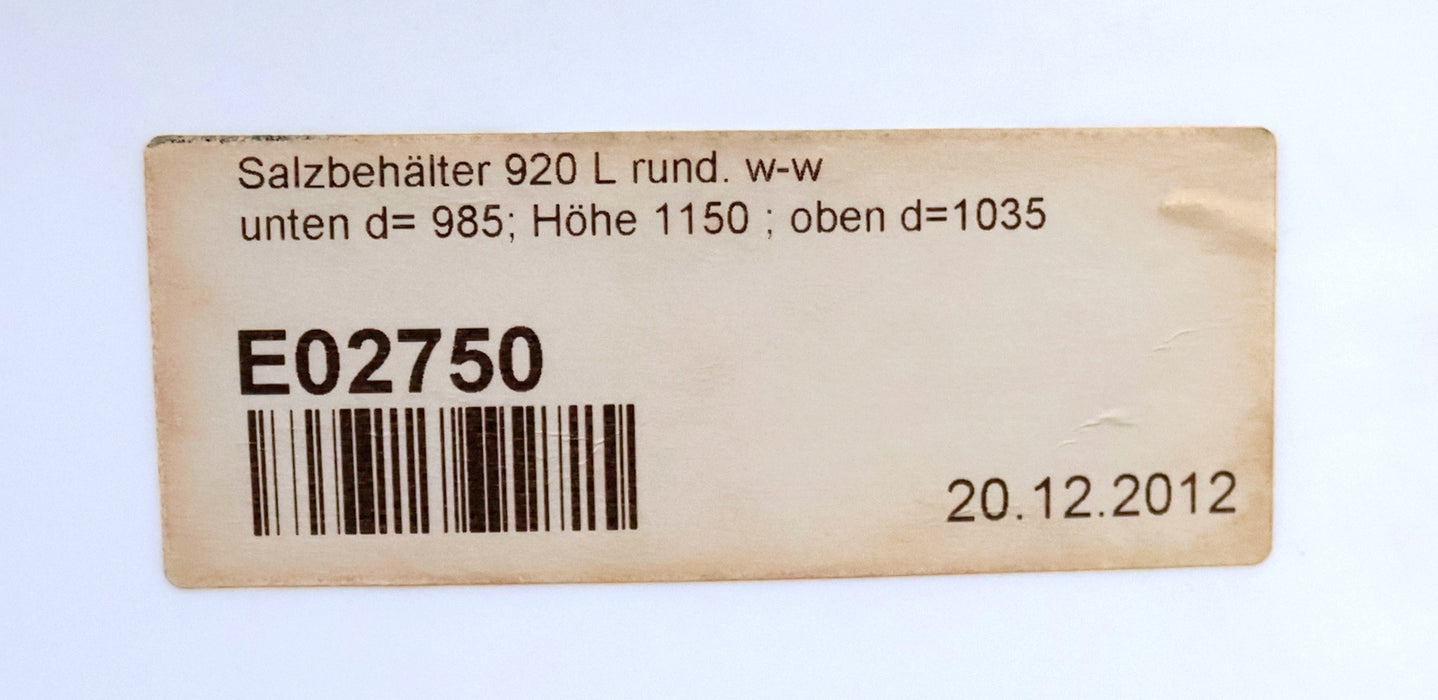 Salzbehälter 920 L rund. w-w
unten d= 985; Höhe 1150 ; oben d=1035
E02750
20.12.2012